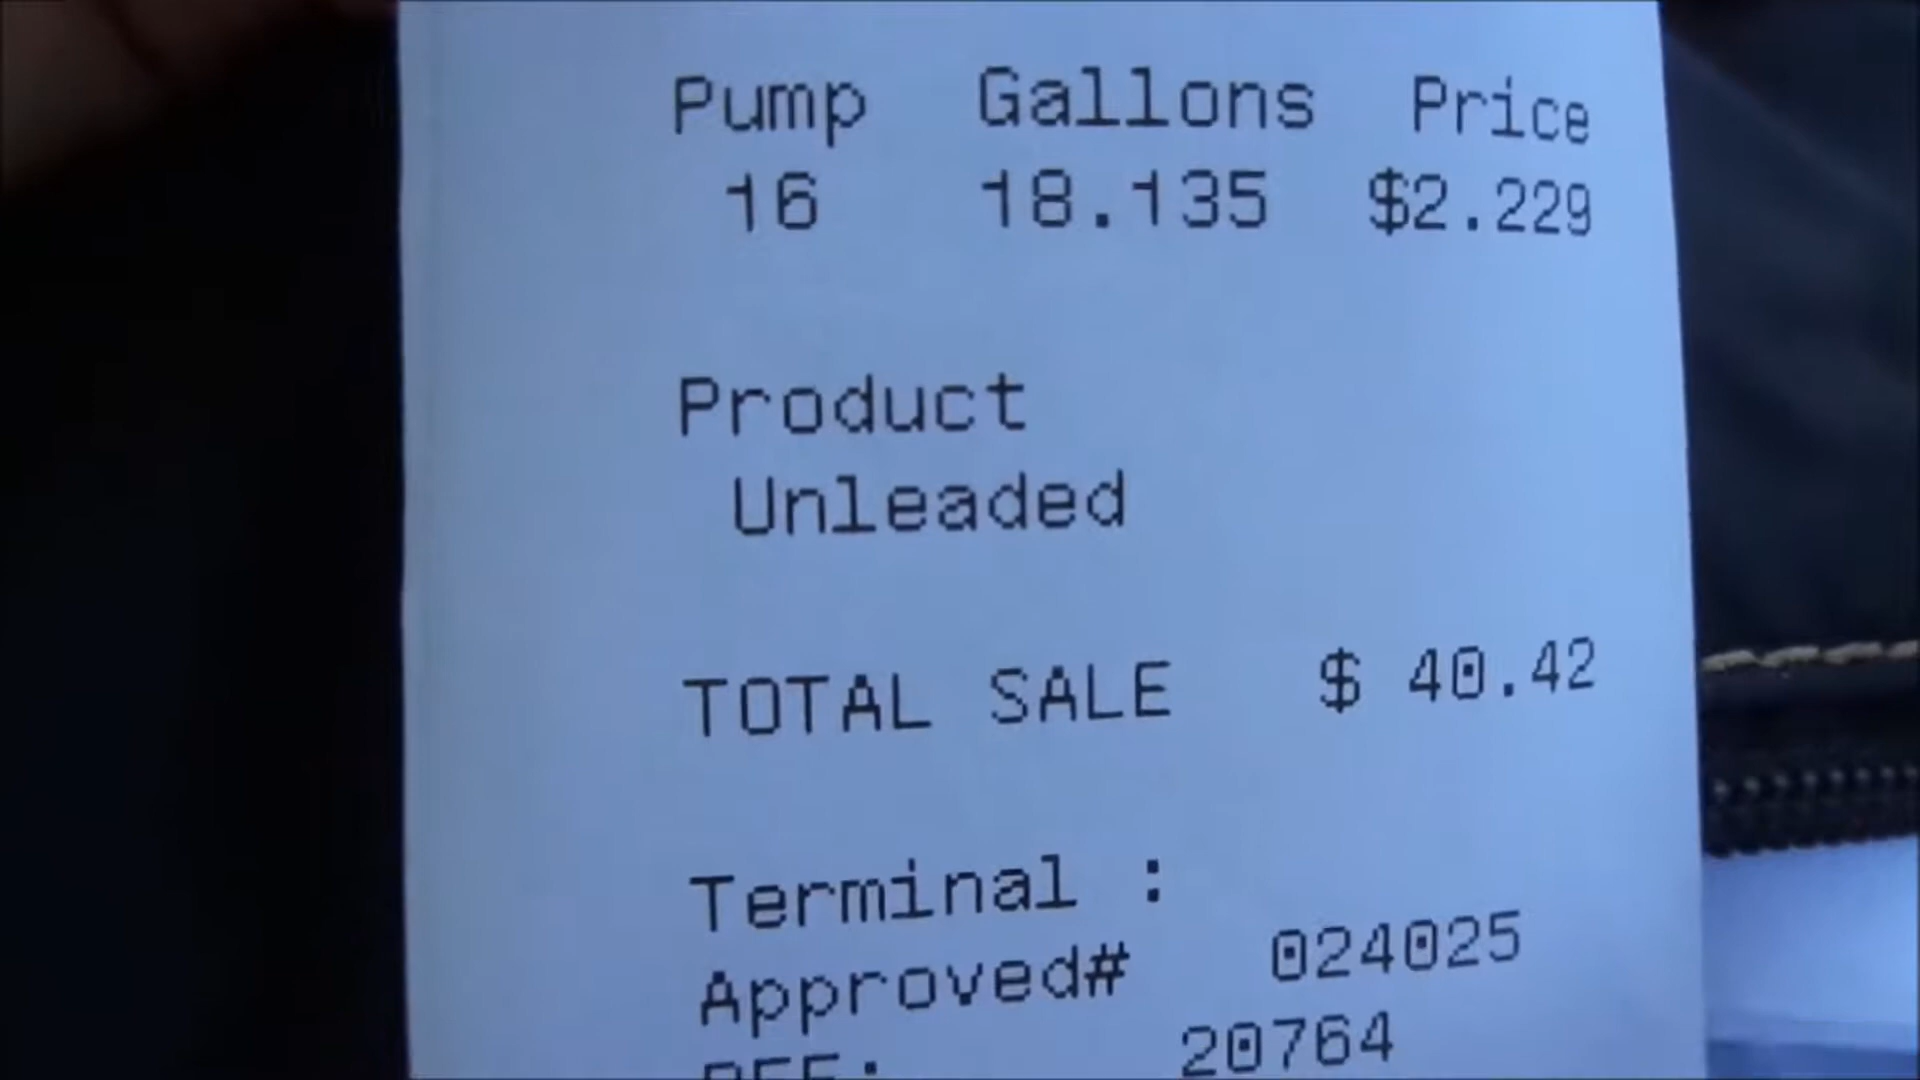 Pump Gallons Price
16 18.135 $2.229
Product
Unleaded
TOTAL SALE $ 40.42
Terminal :
Approved# 024025
20764